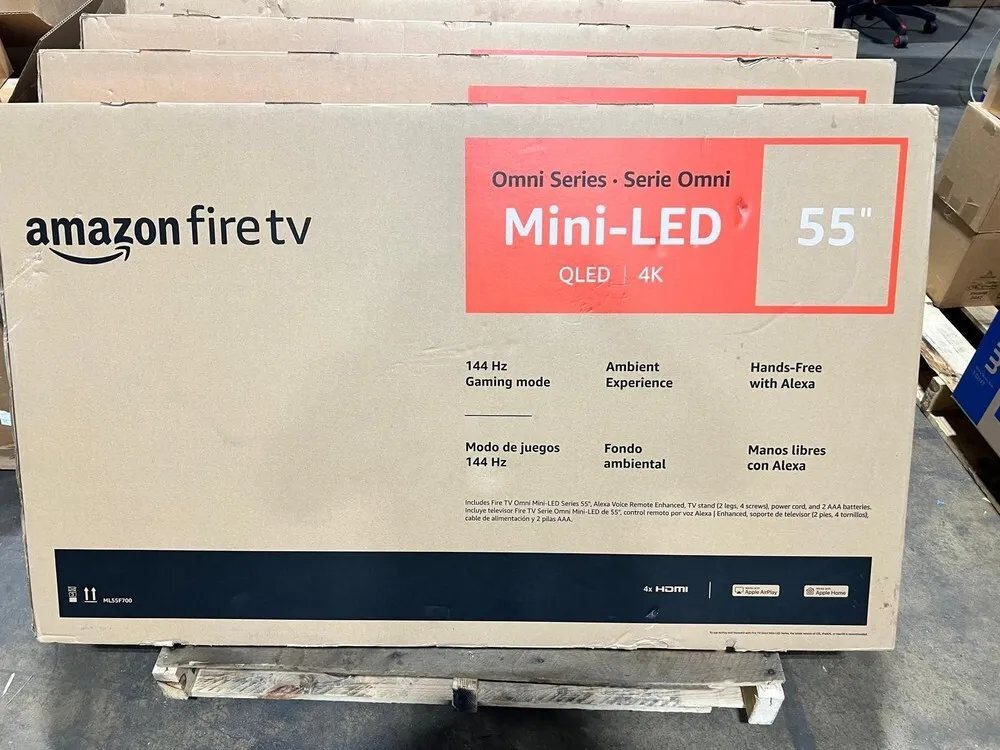 amazon fire tv
Omni Series · Serie Omni
Mini-LED
QLED | 4K
55"
144 Hz
Gaming mode
Ambient
Experience
Hands-Free
with Alexa
Modo de juegos
144 Hz
Fondo
ambiental
Manos libres
con Alexa
Includes Fire TV Omni Mini-LED Series 55", Alexa Voice Remote Enhanced, TV stand (2 legs, 4 screws), power cord, and 2 AAA batteries.
Incluye televisor Fire TV Serie Omni Mini-LED de 55", control remoto por voz Alexa | Enhanced, soporte de televisor (2 pies, 4 tornillos),
cable de alimentación y 2 pilas AAA.
ML55F700
4x HDMI
Works with
Apple AirPlay
Works with
Apple Home